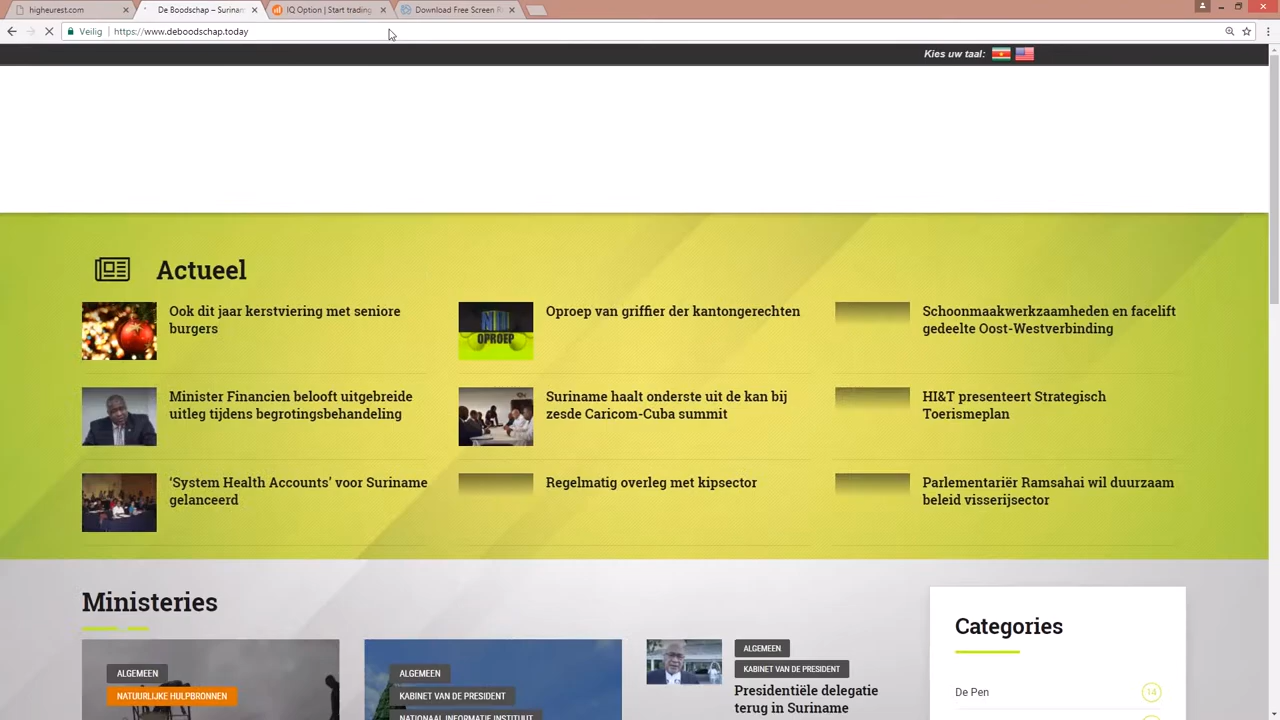 higheurest.com
De Boodschap – Surinam
IQ Option | Start trading
Download Free Screen R
Veilig
https://www.deboodschap.today
Kies uw taal:
Actueel
Ook dit jaar kerstviering met seniore
burgers
Oproep van griffier der kantongerechten
OPROEP
Schoonmaakwerkzaamheden en facelift
gedeelte Oost-Westverbinding
Minister Financien belooft uitgebreide
uitleg tijdens begrotingsbehandeling
Suriname haalt onderste uit de kan bij
zesde Caricom-Cuba summit
HI&T presenteert Strategisch
Toerismeplan
‘System Health Accounts’ voor Suriname
gelanceerd
Regelmatig overleg met kipsector
Parlementariër Ramsahai wil duurzaam
beleid visserijsector
Ministeries
ALGEMEEN
NATUURLIJKE HULPBRONNEN
ALGEMEEN
KABINET VAN DE PRESIDENT
NATIONAAL INFORMATIE INSTITUUT
ALGEMEEN
KABINET VAN DE PRESIDENT
Presidentiële delegatie
terug in Suriname
Categories
De Pen
14